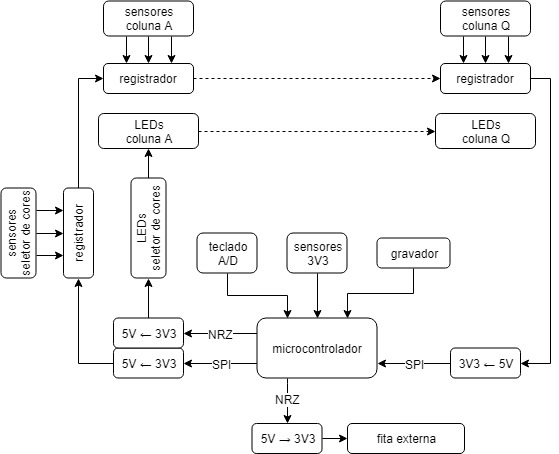 sensores
coluna A
sensores
coluna Q
registrador
registrador
LEDs
coluna A
LEDs
coluna Q
sensores
seletor de cores
registrador
LEDs
seletor de cores
teclado
A/D
sensores
3V3
gravador
5V ← 3V3
NRZ
microcontrolador
5V ← 3V3
SPI
SPI
3V3 ← 5V
NRZ
5V → 3V3
fita externa